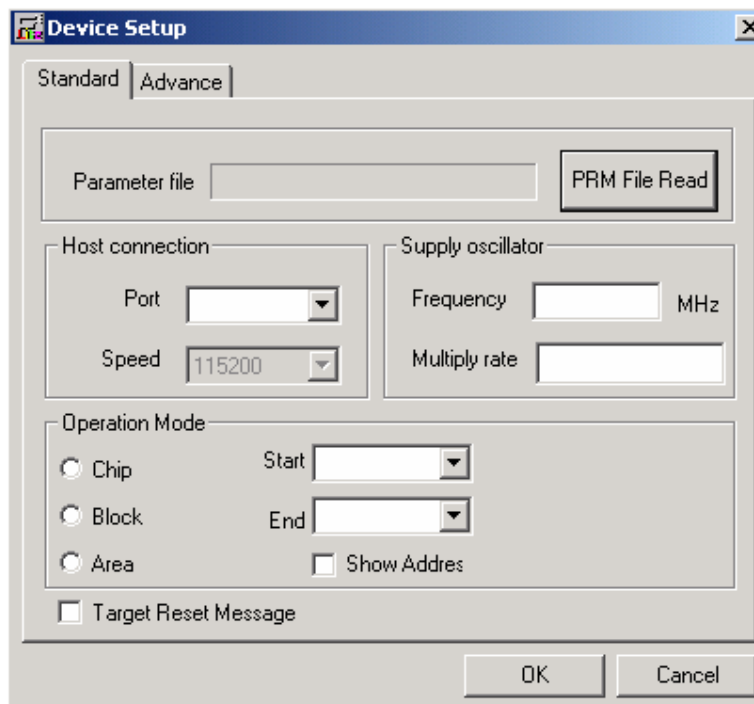 Device Setup
Standard
Advance
Parameter file
PRM File Read
Host connection
Port
Speed
115200
Supply oscillator
Frequency
MHz
Multiply rate
Operation Mode
Chip
Block
Area
Start
End
Show Addres
Target Reset Message
OK
Cancel